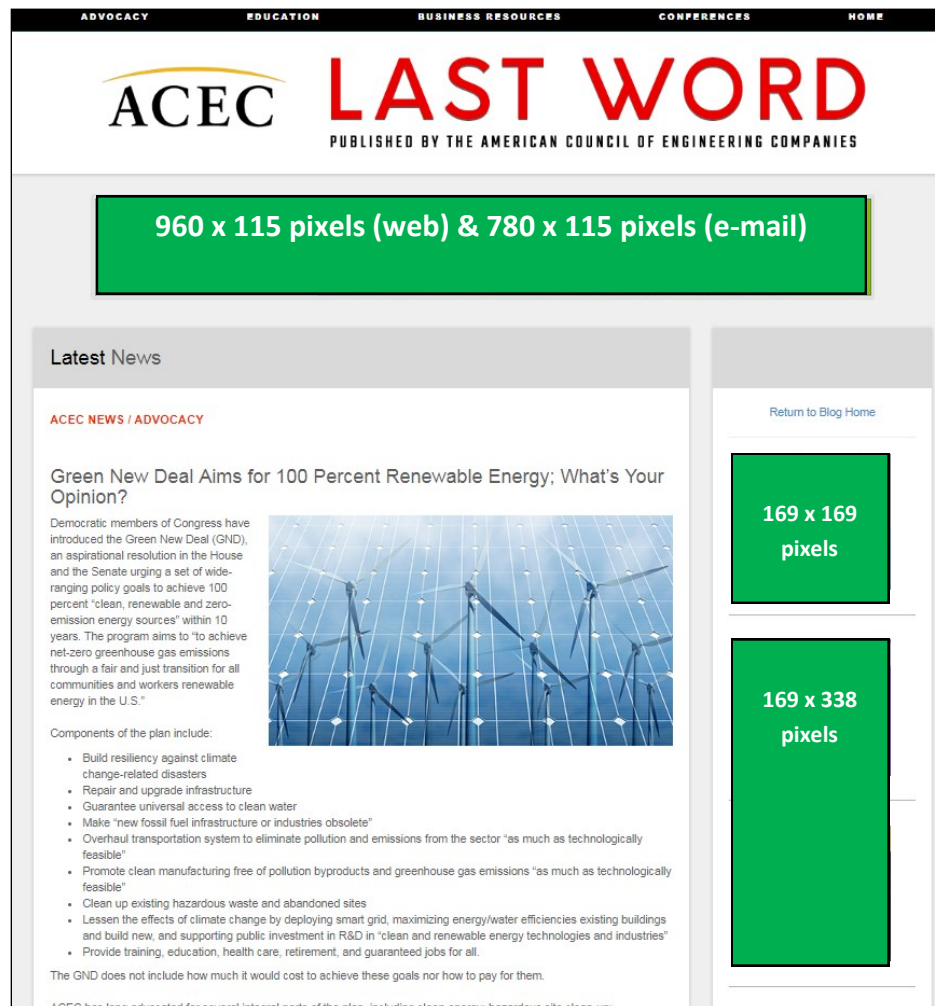 ADVOCACY EDUCATION BUSINESS RESOURCES CONFERENCES HOME
ACEC LAST WORD
PUBLISHED BY THE AMERICAN COUNCIL OF ENGINEERING COMPANIES
960 x 115 pixels (web) & 780 x 115 pixels (e-mail)
Latest News
ACEC NEWS / ADVOCACY
Green New Deal Aims for 100 Percent Renewable Energy; What's Your
Opinion?
Democratic members of Congress have
introduced the Green New Deal (GND),
an aspirational resolution in the House
and the Senate urging a set of wide-
ranging policy goals to achieve 100
percent “clean, renewable and zero-
emission energy sources” within 10
years. The program aims to “to achieve
net-zero greenhouse gas emissions
through a fair and just transition for all
communities and workers renewable
energy in the U.S.”
Components of the plan include:
• Build resiliency against climate
change-related disasters
• Repair and upgrade infrastructure
• Guarantee universal access to clean water
• Make “new fossil fuel infrastructure or industries obsolete”
• Overhaul transportation system to eliminate pollution and emissions from the sector “as much as technologically
feasible”
• Promote clean manufacturing free of pollution byproducts and greenhouse gas emissions “as much as technologically
feasible”
• Clean up existing hazardous waste and abandoned sites
• Lessen the effects of climate change by deploying smart grid, maximizing energy/water efficiencies existing buildings
and build new, and supporting public investment in R&D in “clean and renewable energy technologies and industries”
• Provide training, education, health care, retirement, and guaranteed jobs for all.
The GND does not include how much it would cost to achieve these goals nor how to pay for them.
Return to Blog Home
169 x 169
pixels
169 x 338
pixels